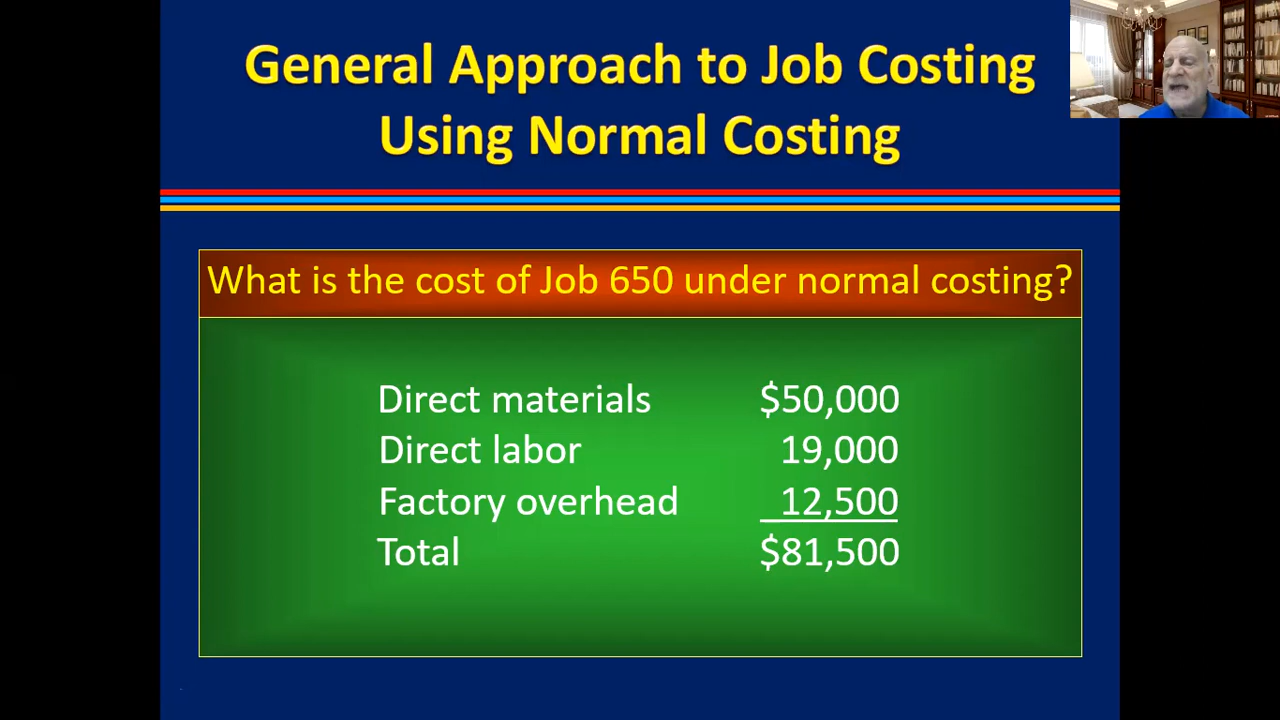 General Approach to Job Costing
Using Normal Costing
What is the cost of Job 650 under normal costing?
Direct materials $50,000
Direct labor 19,000
Factory overhead 12,500
Total $81,500